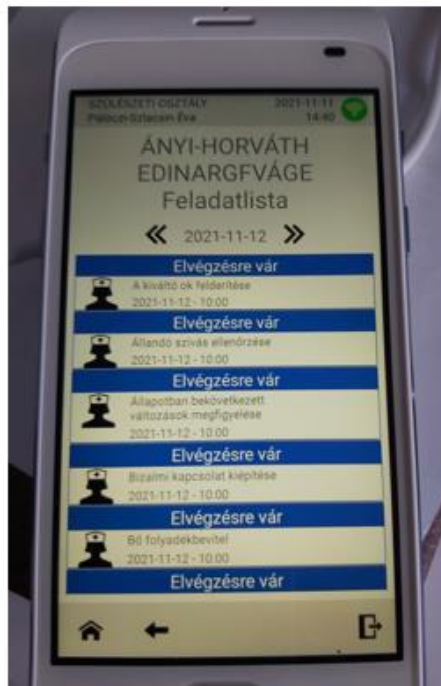 SZÜLÉSZETI OSZTÁLY 2021-11-11
Éva 14:40
ÁNYI-HORVÁTH
EDINARGFVÁGE
Feladatlista
2021-11-12
Elvégzésre vár
A kiváltó ok felderítése
2021-11-12 - 10:00
Elvégzésre vár
Állandó szívás ellenőrzése
2021-11-12 - 10:00
Elvégzésre vár
Állapotban bekövetkezett
változások megfigyelése
2021-11-12 - 10:00
Elvégzésre vár
Bizalmi kapcsolat kiépítése
2021-11-12 - 10:00
Elvégzésre vár
Bő folyadékbevitel
2021-11-12 - 10:00
Elvégzésre vár